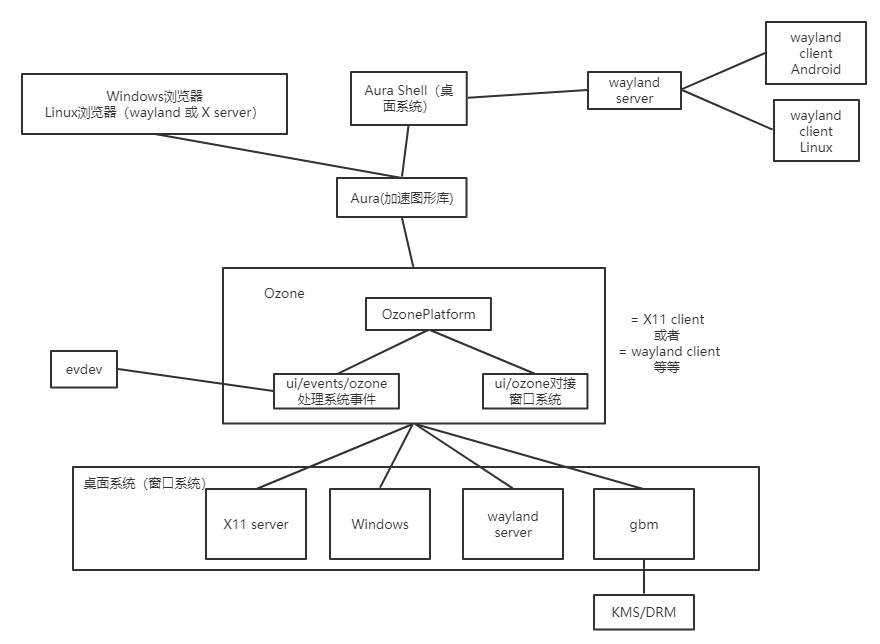 wayland
client
Android
Windows浏览器
Linux浏览器（wayland 或 X server）
Aura Shell（桌
面系统）
wayland
server
wayland
client
Linux
Aura(加速图形库)
Ozone
OzonePlatform
= X11 client
或者
= wayland client
等等
evdev
ui/events/ozone
处理系统事件
ui/ozone对接
窗口系统
桌面系统（窗口系统）
X11 server
Windows
wayland
server
gbm
KMS/DRM